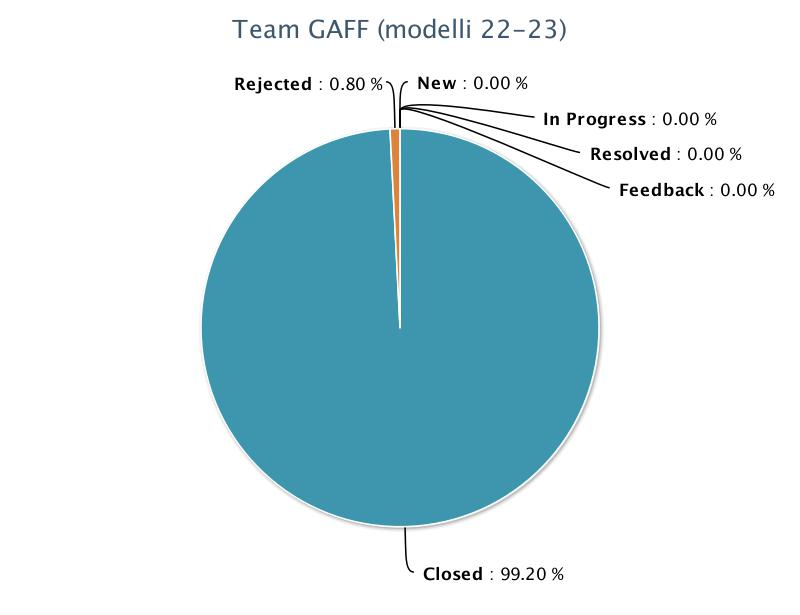 Team GAFF (modelli 22-23)
Rejected : 0.80 %
New : 0.00 %
In Progress : 0.00 %
Resolved : 0.00 %
Feedback : 0.00 %
Closed : 99.20 %